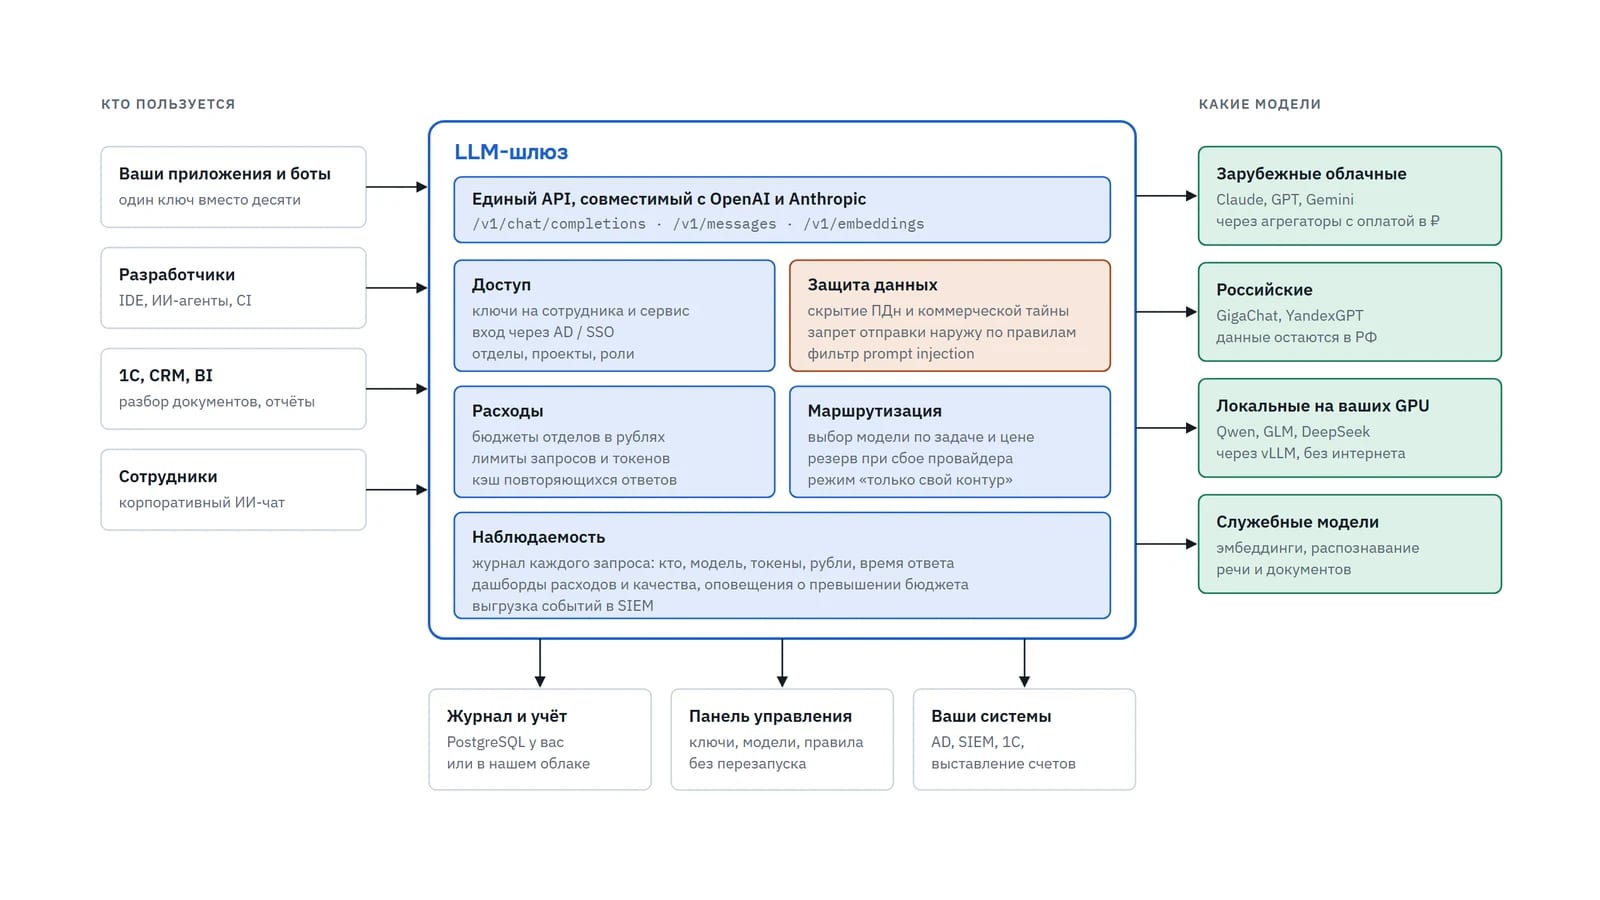 КТО ПОЛЬЗУЕТСЯ
Ваши приложения и боты
один ключ вместо десяти
Разработчики
IDE, ИИ-агенты, CI
1С, CRM, BI
разбор документов, отчёты
Сотрудники
корпоративный ИИ-чат
LLM-шлюз
Единый API, совместимый с OpenAI и Anthropic
/v1/chat/completions · /v1/messages · /v1/embeddings
Доступ
ключи на сотрудника и сервис
вход через AD / SSO
отделы, проекты, роли
Защита данных
скрытие ПДн и коммерческой тайны
запрет отправки наружу по правилам
фильтр prompt injection
Расходы
бюджеты отделов в рублях
лимиты запросов и токенов
кэш повторяющихся ответов
Маршрутизация
выбор модели по задаче и цене
резерв при сбое провайдера
режим «только свой контур»
Наблюдаемость
журнал каждого запроса: кто, модель, токены, рубли, время ответа
дашборды расходов и качества, оповещения о превышении бюджета
выгрузка событий в SIEM
КАКИЕ МОДЕЛИ
Зарубежные облачные
Claude, GPT, Gemini
через агрегаторы с оплатой в ₽
Российские
GigaChat, YandexGPT
данные остаются в РФ
Локальные на ваших GPU
Qwen, GLM, DeepSeek
через vLLM, без интернета
Служебные модели
эмбеддинги, распознавание
речи и документов
Журнал и учёт
PostgreSQL у вас
или в нашем облаке
Панель управления
ключи, модели, правила
без перезапуска
Ваши системы
AD, SIEM, 1С,
выставление счетов